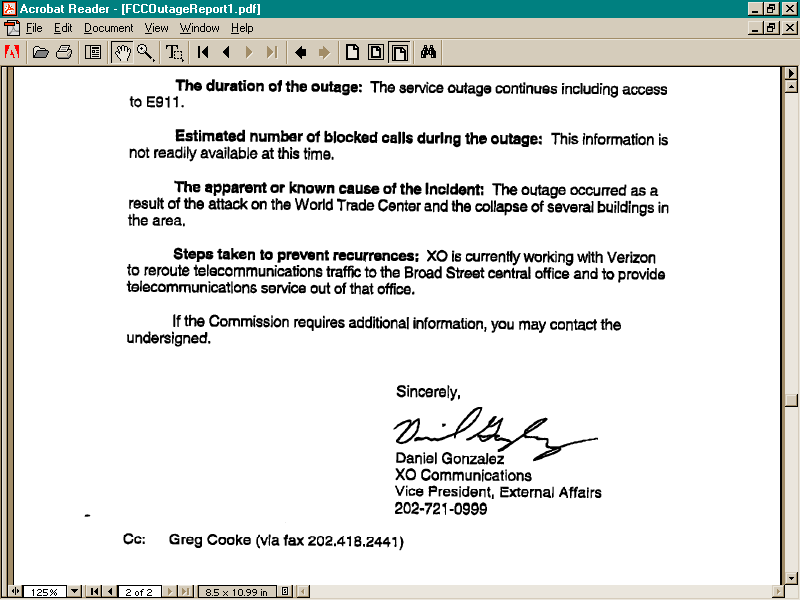 Acrobat Reader - [FCCOutageReport1.pdf]
File Edit Document View Window Help
The duration of the outage: The service outage continues including access
to E911.
Estimated number of blocked calls during the outage: This information is
not readily available at this time.
The apparent or known cause of the incident: The outage occurred as a
result of the attack on the World Trade Center and the collapse of several buildings in
the area.
Steps taken to prevent recurrences: XO is currently working with Verizon
to reroute telecommunications traffic to the Broad Street central office and to provide
telecommunications service out of that office.
If the Commission requires additional information, you may contact the
undersigned.
Sincerely,
Daniel Gonzalez
Daniel Gonzalez
XO Communications
Vice President, External Affairs
202-721-0999
Cc: Greg Cooke (via fax 202.418.2441)
125% 2 of 2 8.5 x 10.99 in